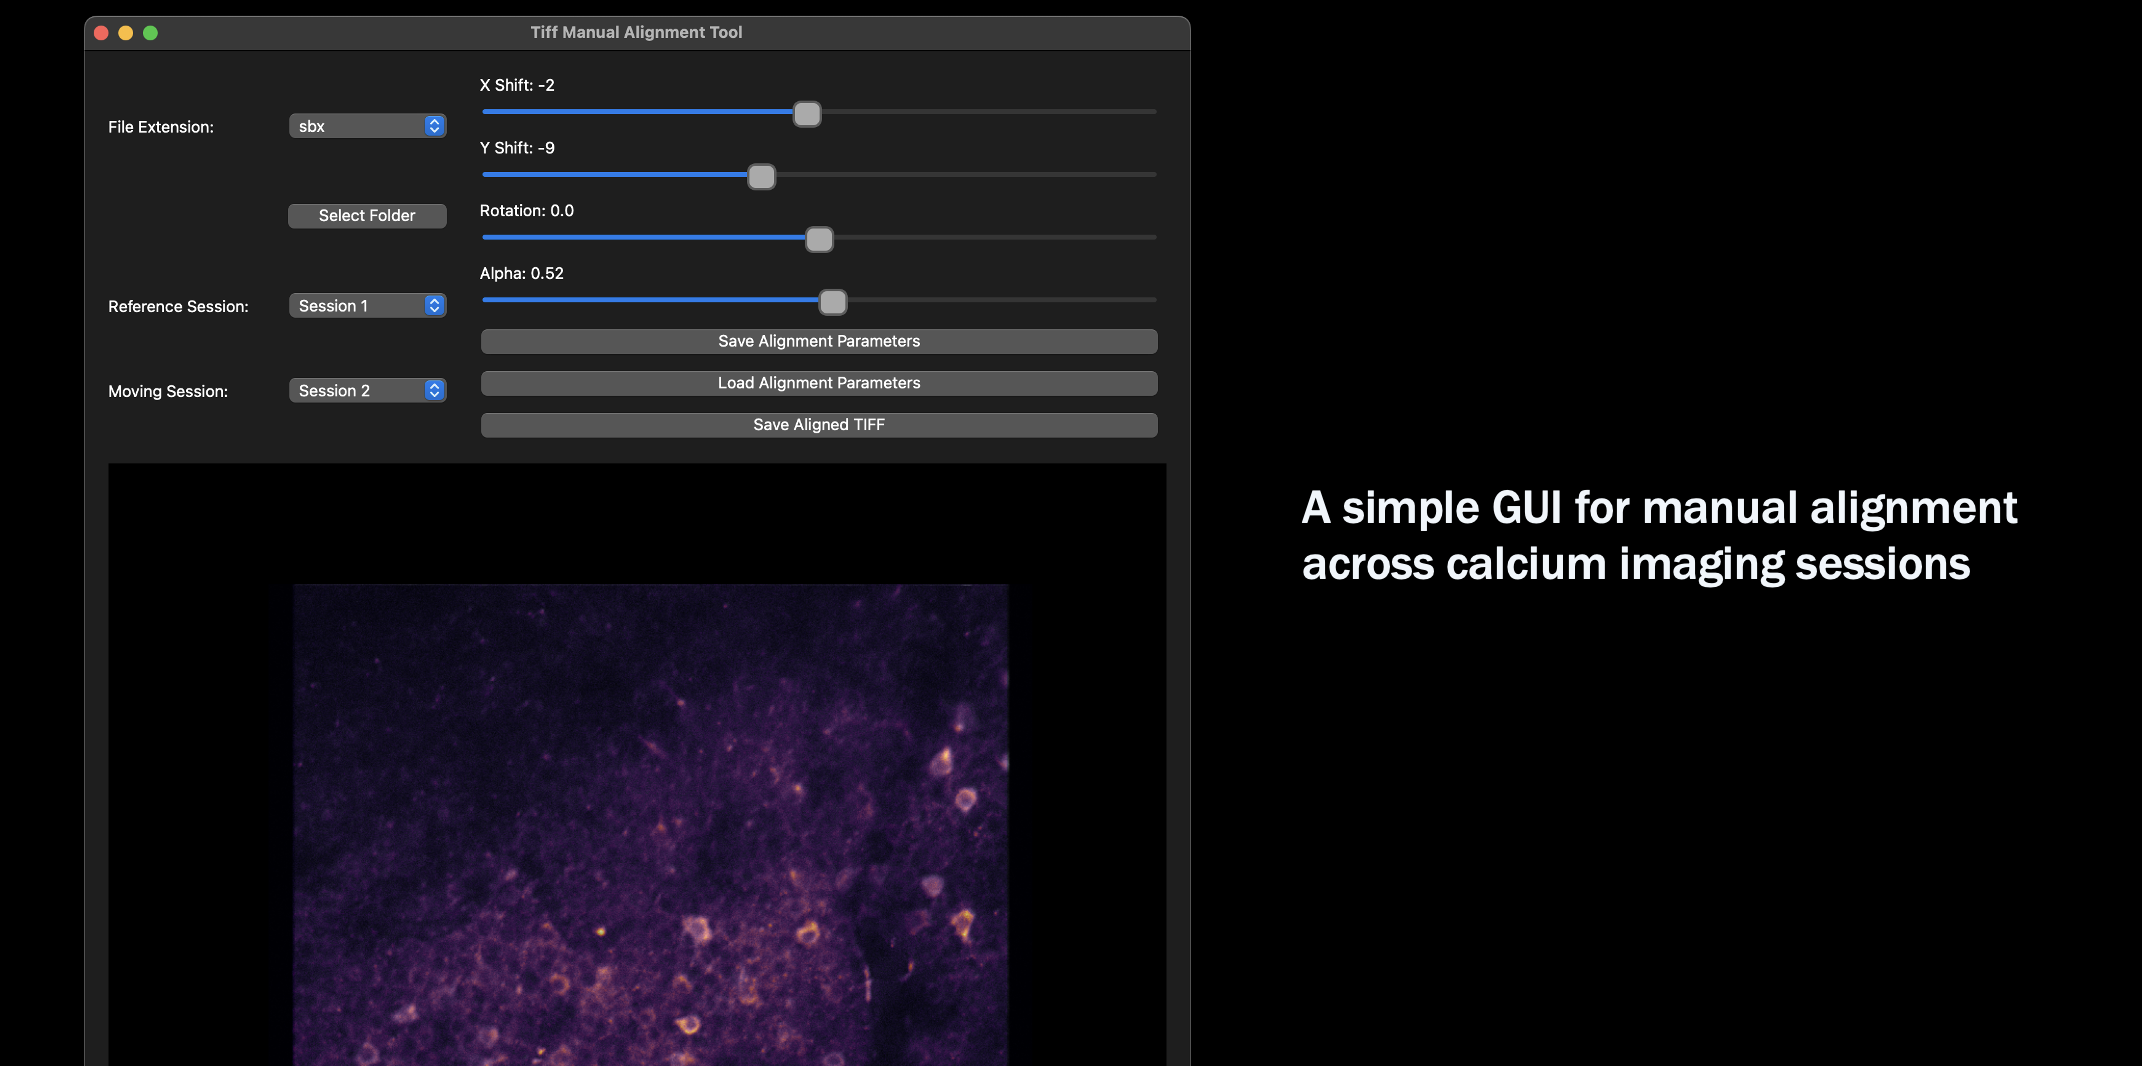 Tiff Manual Alignment Tool
File Extension:
sbx
Select Folder
Reference Session:
Session 1
Moving Session:
Session 2
X Shift: -2
Y Shift: -9
Rotation: 0.0
Alpha: 0.52
Save Alignment Parameters
Load Alignment Parameters
Save Aligned TIFF
A simple GUI for manual alignment
across calcium imaging sessions